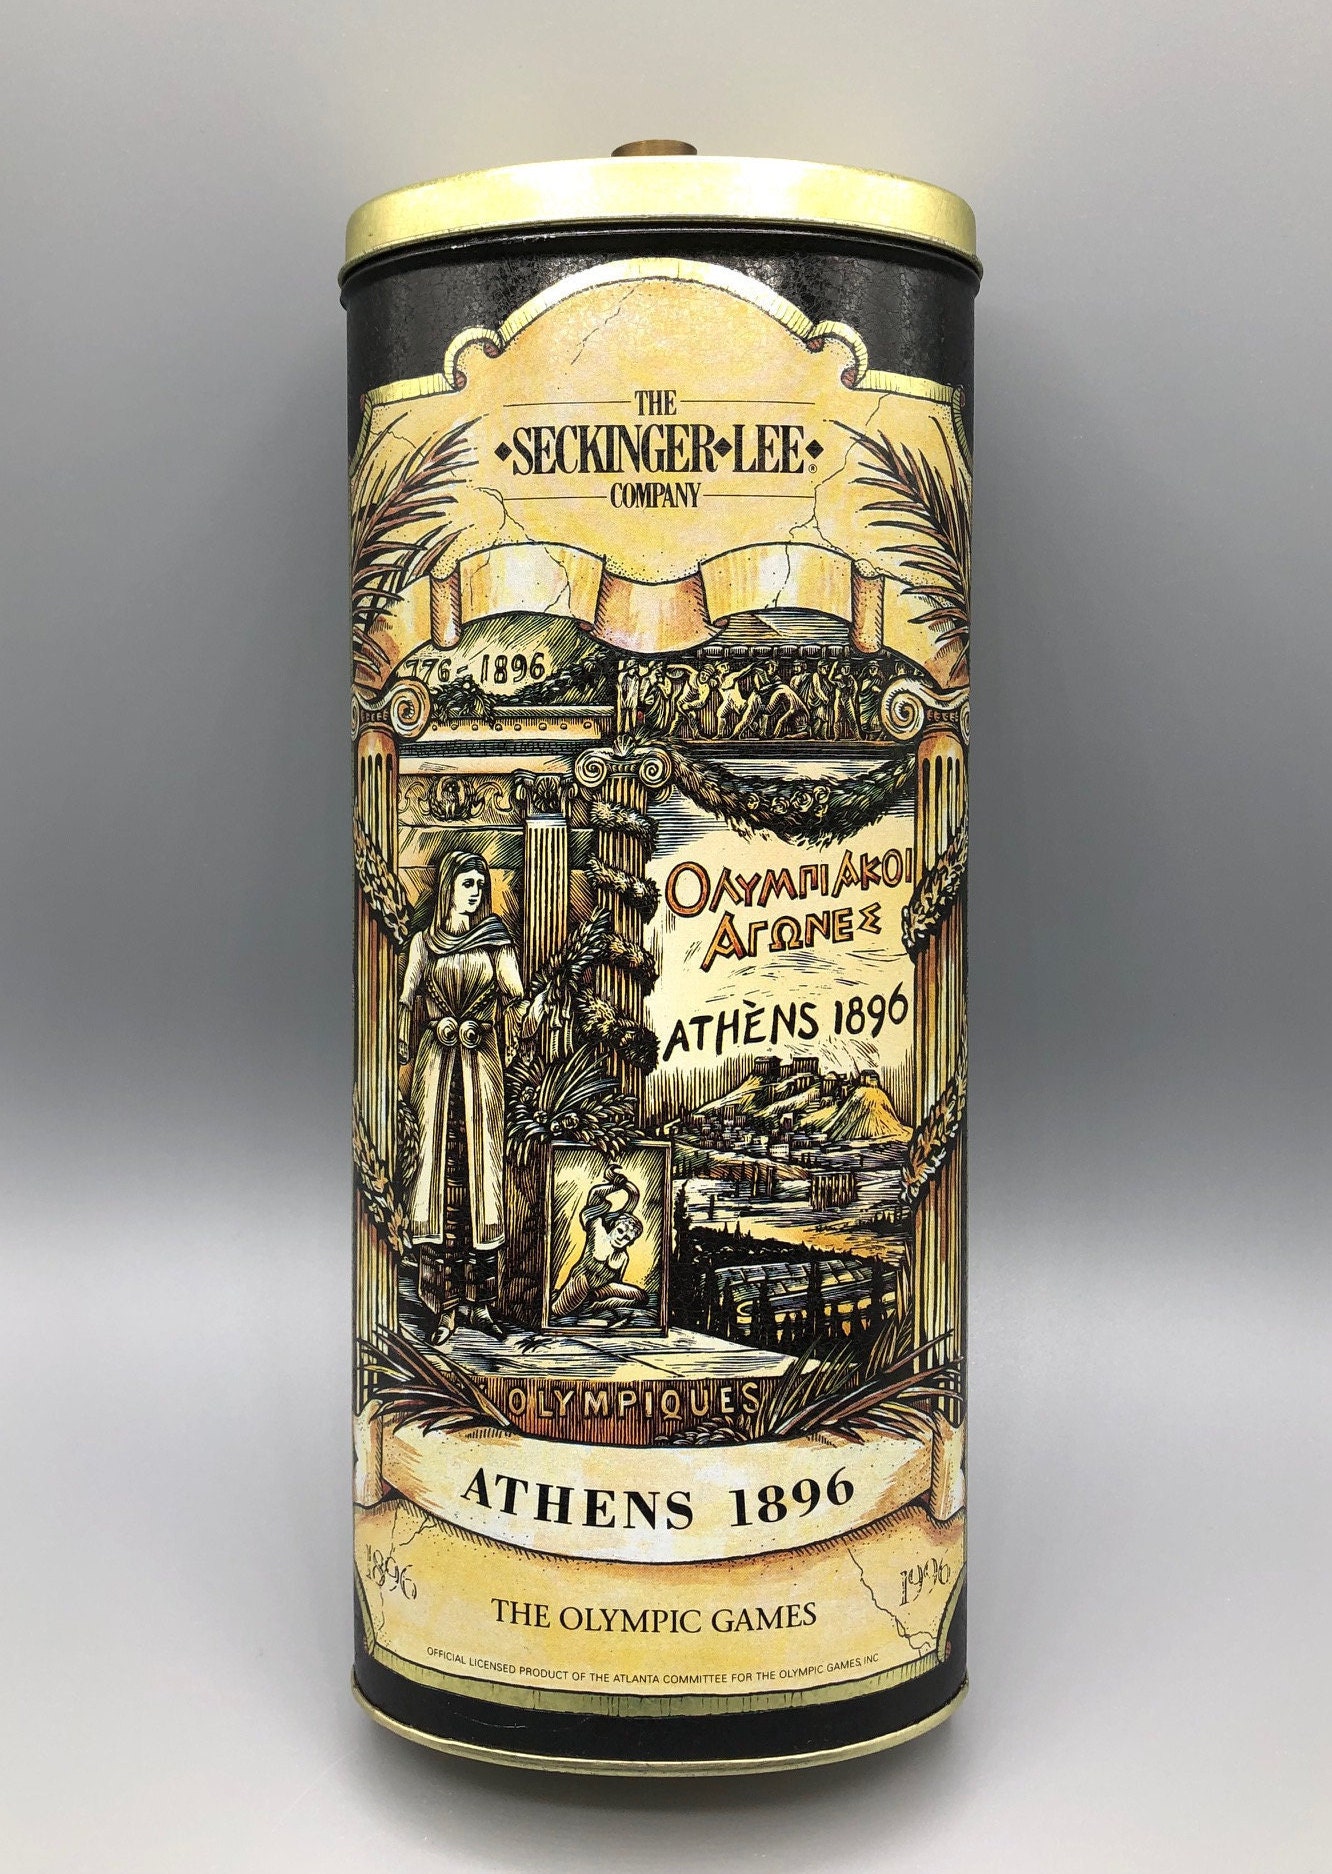 THE
SECKINGER LEE®
COMPANY
776-1896
ΟΛΥΜΠΙΑΚΟΙ
ΑΓΩΝΕΣ
ATHÈNS 1896
OLYMPIQUES
ATHENS 1896
1896 1996
THE OLYMPIC GAMES
OFFICIAL LICENSED PRODUCT OF THE ATLANTA COMMITTEE FOR THE OLYMPIC GAMES, INC